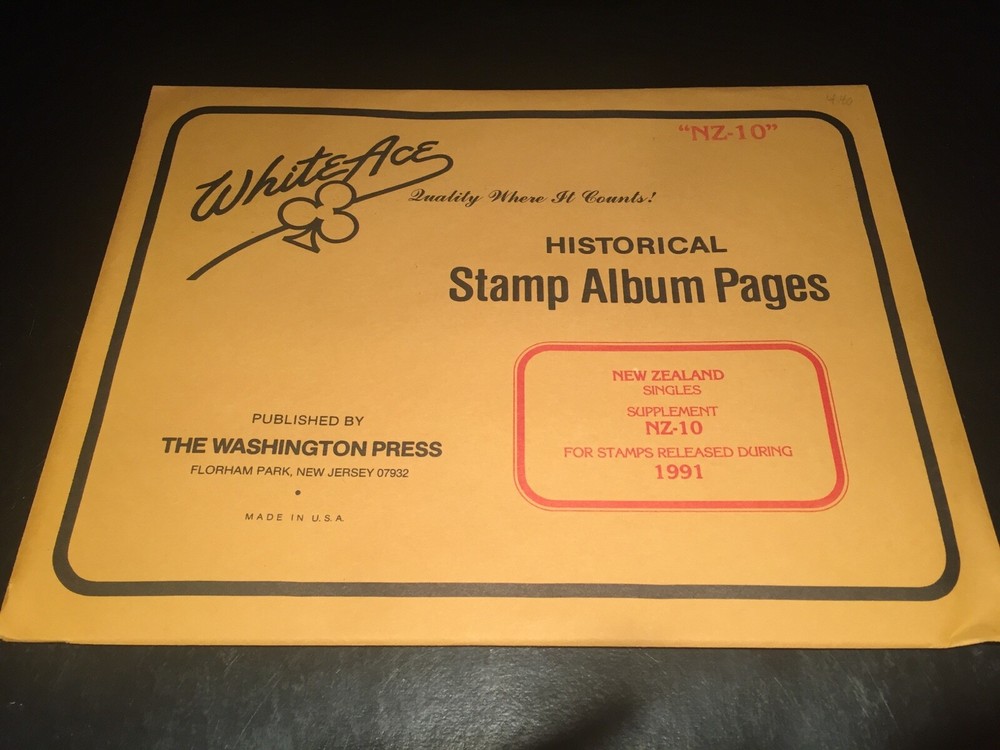 "NZ-10"
White Ace
Quality Where It Counts!
HISTORICAL
Stamp Album Pages
PUBLISHED BY
THE WASHINGTON PRESS
FLORHAM PARK, NEW JERSEY 07932
•
MADE IN U.S.A.
NEW ZEALAND
SINGLES
SUPPLEMENT
NZ-10
FOR STAMPS RELEASED DURING
1991